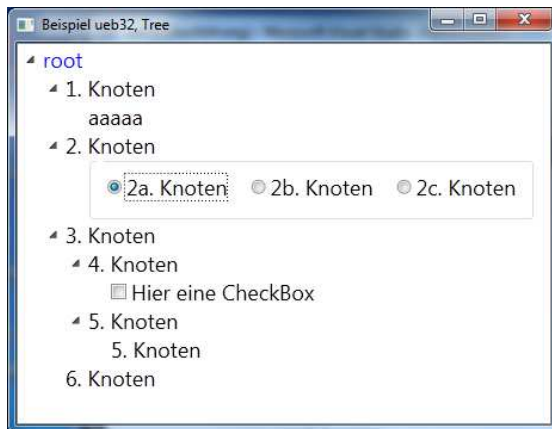 Beispiel ueb32, Tree
root
1. Knoten
aaaaa
2. Knoten
2a. Knoten 2b. Knoten 2c. Knoten
3. Knoten
4. Knoten
Hier eine CheckBox
5. Knoten
5. Knoten
6. Knoten